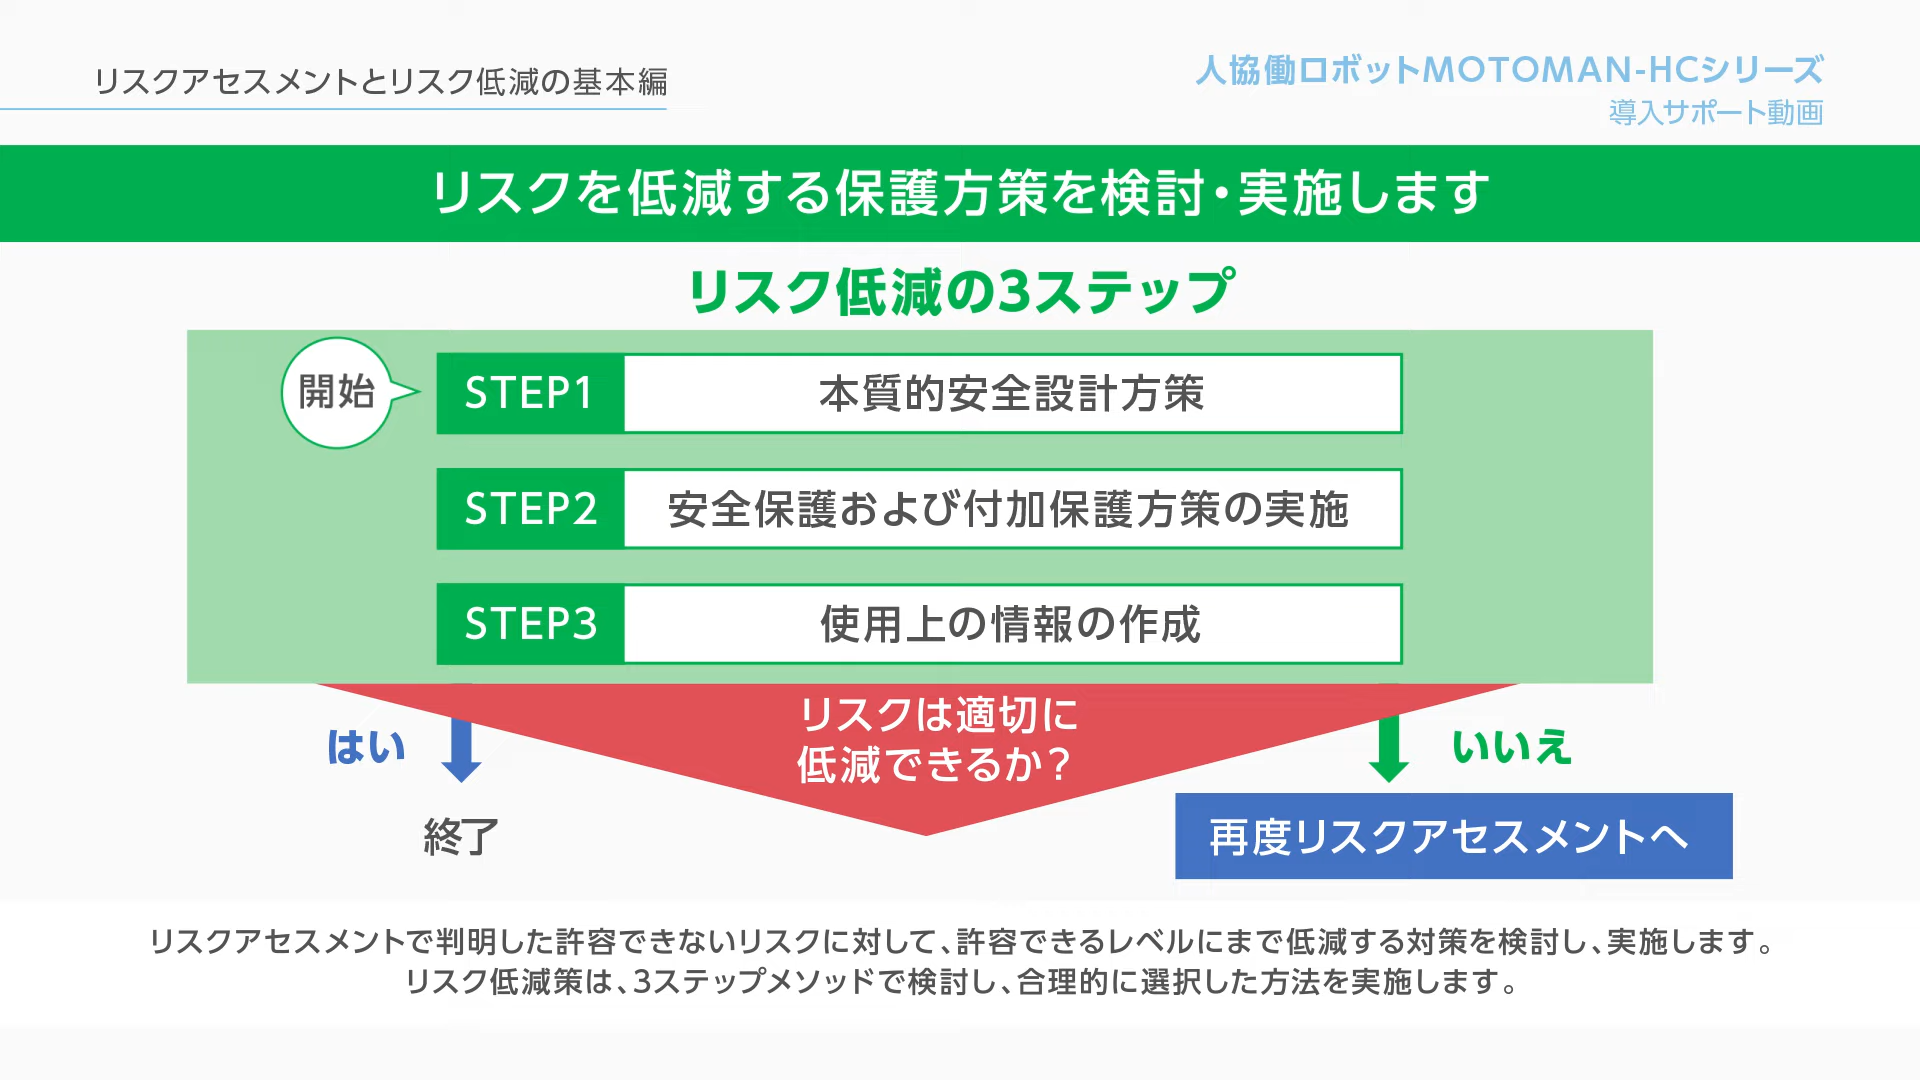 リスクアセスメントとリスク低減の基本編
人協働ロボットMOTOMAN-HCシリーズ
導入サポート動画
リスクを低減する保護方策を検討・実施します
リスク低減の3ステップ
開始
STEP1
本質的安全設計方策
STEP2
安全保護および付加保護方策の実施
STEP3
使用上の情報の作成
リスクは適切に
低減できるか？
はい
いいえ
終了
再度リスクアセスメントへ
リスクアセスメントで判明した許容できないリスクに対して、許容できるレベルにまで低減する対策を検討し、実施します。
リスク低減策は、3ステップメソッドで検討し、合理的に選択した方法を実施します。